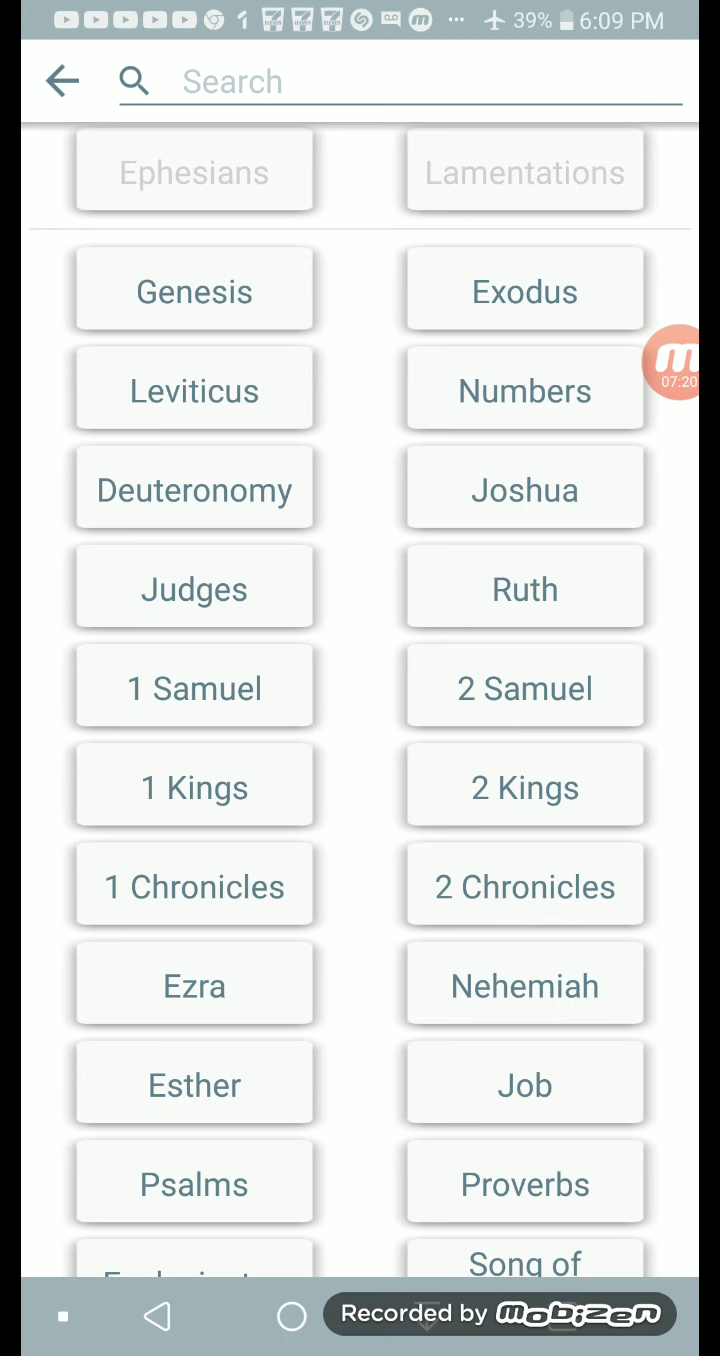 39% 6:09 PM
Search
Ephesians Lamentations
Genesis Exodus
07:20
Leviticus Numbers
Deuteronomy Joshua
Judges Ruth
1 Samuel 2 Samuel
1 Kings 2 Kings
1 Chronicles 2 Chronicles
Ezra Nehemiah
Esther Job
Psalms Proverbs
Song of
Recorded by Mobizen